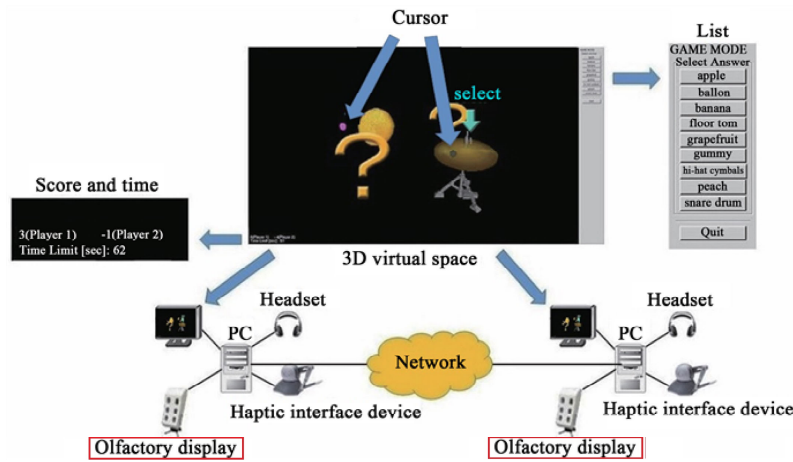 Cursor
List
GAME MODE
Select Answer
apple
ballon
banana
floor tom
grapefruit
gummy
hi-hat cymbals
peach
snare drum
Quit
?
?
select
Score and time
3(Player 1) -1(Player 2)
Time Limit [sec]: 62
3D virtual space
Headset
PC
Network
Haptic interface device
Olfactory display
Headset
PC
Haptic interface device
Olfactory display